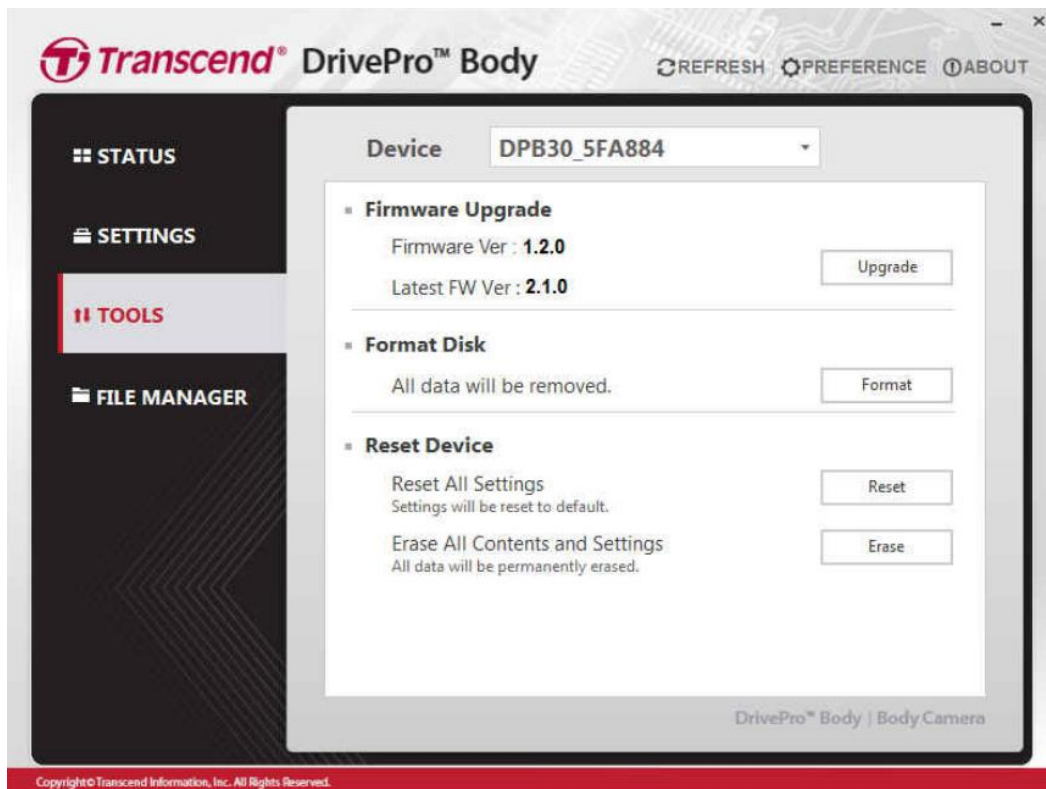 Transcend® DrivePro™ Body
REFRESH PREFERENCE ABOUT
STATUS
SETTINGS
TOOLS
FILE MANAGER
Device DPB30_5FA884
Firmware Upgrade
Firmware Ver : 1.2.0
Latest FW Ver : 2.1.0
Upgrade
Format Disk
All data will be removed.
Format
Reset Device
Reset All Settings
Settings will be reset to default.
Reset
Erase All Contents and Settings
All data will be permanently erased.
Erase
DrivePro™ Body | Body Camera
Copyright©Transcend Information, Inc. All Rights Reserved.